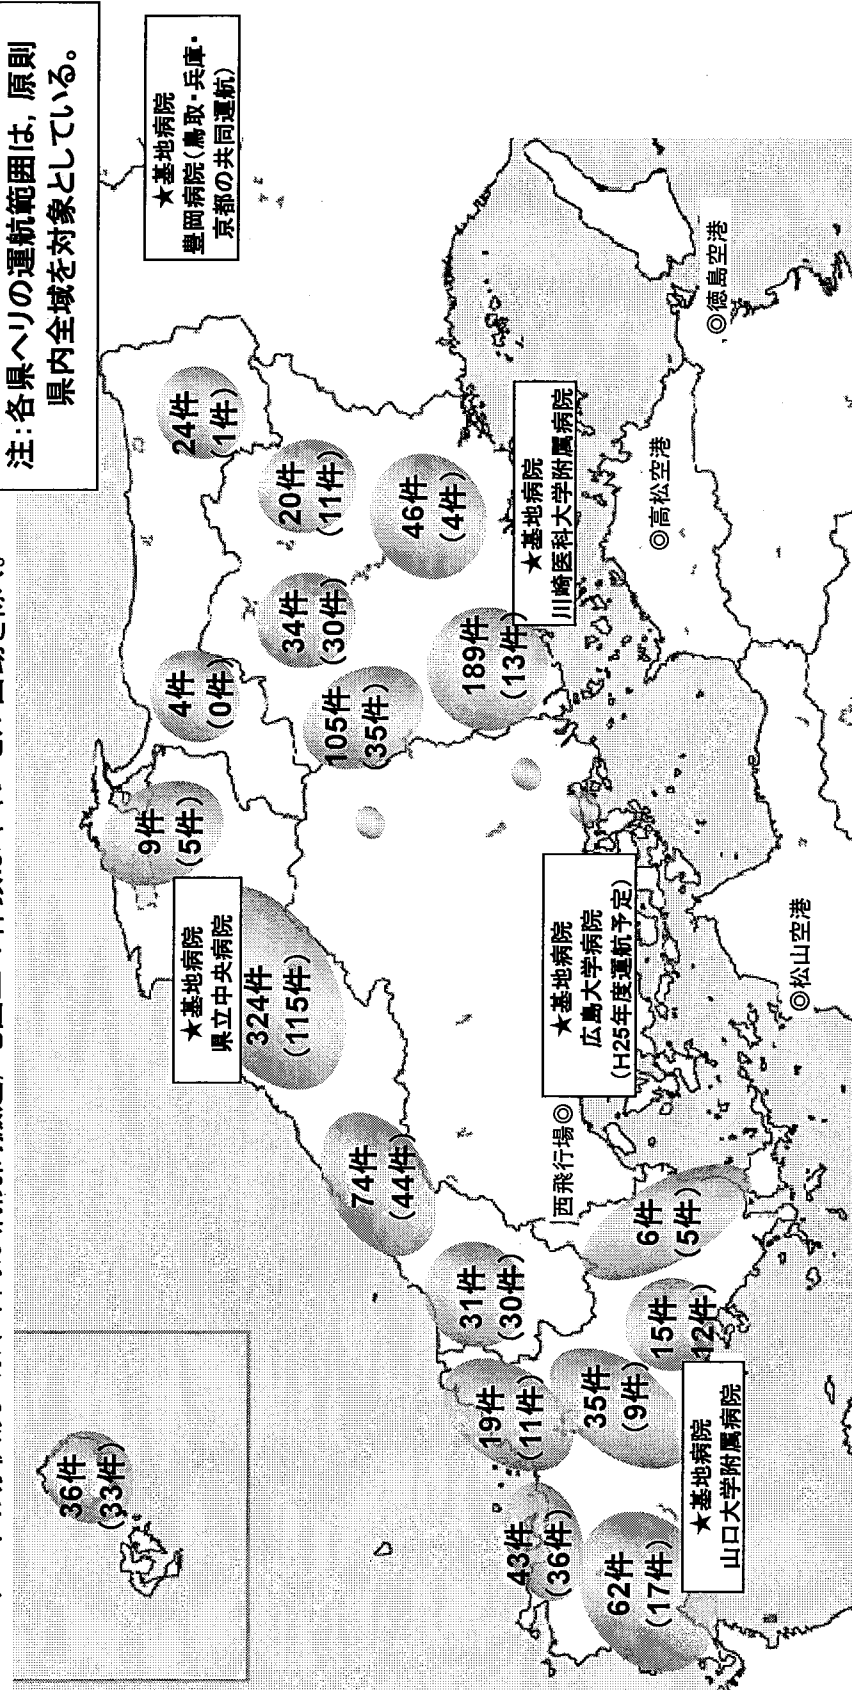 注：各県ヘリの運航範囲は，原則
県内全域を対象としている。
★基地病院
豊岡病院（鳥取・兵庫・
京都の共同運航）
36件
（33件）
★基地病院
県立中央病院
324件
（115件）
9件
（5件）
4件
（0件）
24件
（1件）
20件
（11件）
34件
（30件）
105件
（35件）
46件
（4件）
189件
（13件）
★基地病院
川崎医科大学附属病院
74件
（44件）
31件
（30件）
19件
（11件）
43件
（36件）
62件
（17件）
35件
（9件）
15件
12件）
6件
（5件）
★基地病院
山口大学附属病院
西飛行場◎
★基地病院
広島大学病院
（H25年度運航予定）
◎松山空港
◎高松空港
◎徳島空港